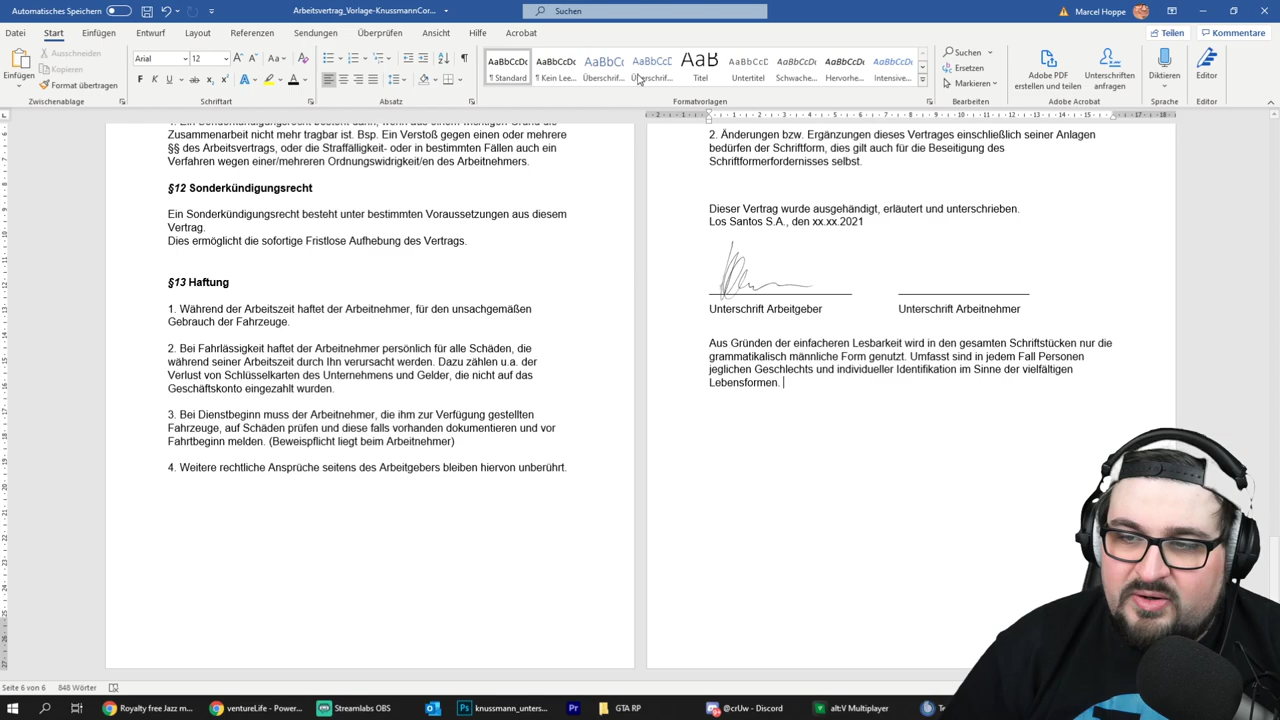 Automatisches Speichern
Arbeitsvertrag_Vorlage-KnussmannCor...
Suchen
Marcel Hoppe
Datei Start Einfügen Entwurf Layout Referenzen Sendungen Überprüfen Ansicht Hilfe Acrobat
Teilen Kommentare
Einfügen
Ausschneiden
Kopieren
Format übertragen
Zwischenablage
Arial 12
F K U
Schriftart
Absatz
AaBbCcDc AaBbCcDc AaBbCc AaBbCcD AaB AaBbCcD AaBbCcDc AaBbCcDc AaBbCcDc
¶ Standard ¶ Kein Lee... Überschrif... Überschrif... Titel Untertitel Schwache... Hervorhe... Intensive...
Formatvorlagen
Suchen
Ersetzen
Markieren
Bearbeiten
Adobe PDF
erstellen und teilen
Unterschriften
anfragen
Adobe Acrobat
Diktieren
Sprache
Editor
Editor
Zusammenarbeit nicht mehr tragbar ist. Bsp. Ein Verstoß gegen einen oder mehrere
§§ des Arbeitsvertrags, oder die Straffälligkeit- oder in bestimmten Fällen auch ein
Verfahren wegen einer/mehreren Ordnungswidrigkeit/en des Arbeitnehmers.
§12 Sonderkündigungsrecht
Ein Sonderkündigungsrecht besteht unter bestimmten Voraussetzungen aus diesem
Vertrag.
Dies ermöglicht die sofortige Fristlose Aufhebung des Vertrags.
§13 Haftung
1. Während der Arbeitszeit haftet der Arbeitnehmer, für den unsachgemäßen
Gebrauch der Fahrzeuge.
2. Bei Fahrlässigkeit haftet der Arbeitnehmer persönlich für alle Schäden, die
während seiner Arbeitszeit durch Ihn verursacht werden. Dazu zählen u.a. der
Verlust von Schlüsselkarten des Unternehmens und Gelder, die nicht auf das
Geschäftskonto eingezahlt wurden.
3. Bei Dienstbeginn muss der Arbeitnehmer, die ihm zur Verfügung gestellten
Fahrzeuge, auf Schäden prüfen und diese falls vorhanden dokumentieren und vor
Fahrtbeginn melden. (Beweispflicht liegt beim Arbeitnehmer)
4. Weitere rechtliche Ansprüche seitens des Arbeitgebers bleiben hiervon unberührt.
2. Änderungen bzw. Ergänzungen dieses Vertrages einschließlich seiner Anlagen
bedürfen der Schriftform, dies gilt auch für die Beseitigung des
Schriftformerfordernisses selbst.
Dieser Vertrag wurde ausgehändigt, erläutert und unterschrieben.
Los Santos S.A., den xx.xx.2021
Unterschrift Arbeitgeber Unterschrift Arbeitnehmer
Aus Gründen der einfacheren Lesbarkeit wird in den gesamten Schriftstücken nur die
grammatikalisch männliche Form genutzt. Umfasst sind in jedem Fall Personen
jeglichen Geschlechts und individueller Identifikation im Sinne der vielfältigen
Lebensformen.
Seite 6 von 6 848 Wörter
Royalty free Jazz m... ventureLife - Google... Streamlabs OBS knussmann_unters... GTA RP @crUw - Discord alt:V Multiplayer